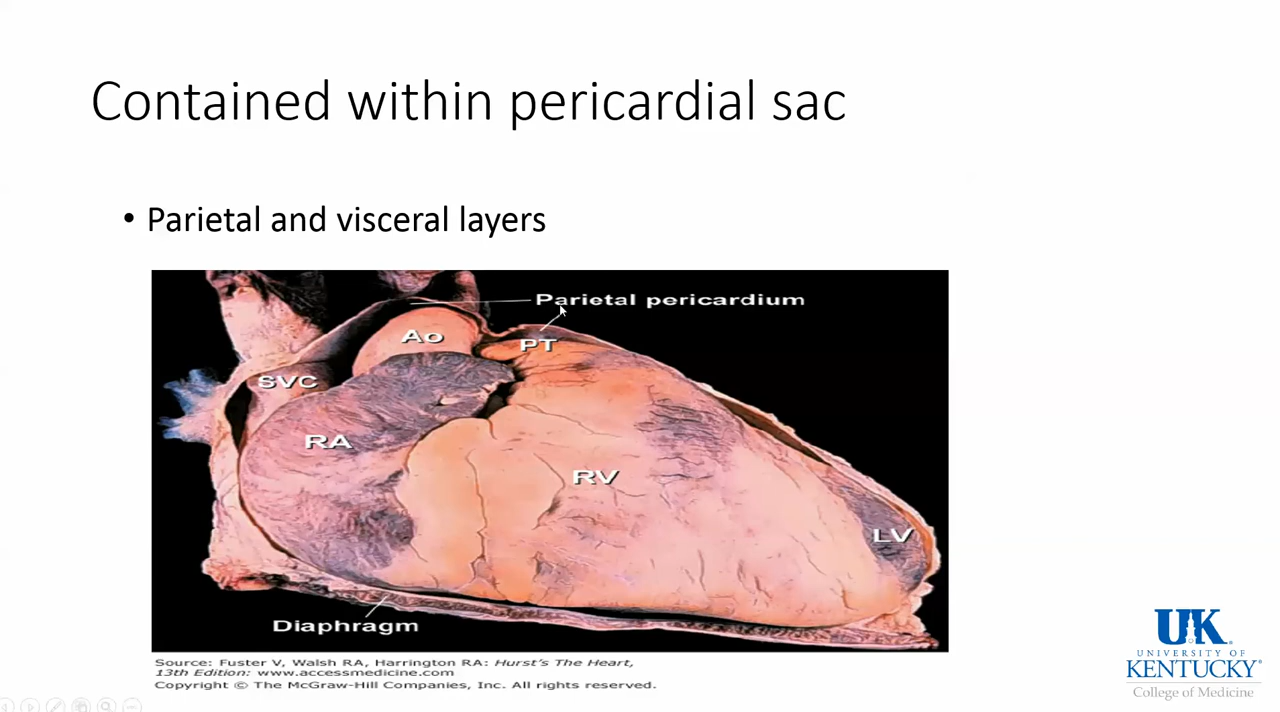 Contained within pericardial sac
• Parietal and visceral layers
Parietal pericardium
Ao
PT
SVC
RA
RV
LV
Diaphragm
Source: Fuster V, Walsh RA, Harrington RA: Hurst's The Heart,
13th Edition: www.accessmedicine.com
Copyright © The McGraw-Hill Companies, Inc. All rights reserved.
UK
UNIVERSITY OF
KENTUCKY®
College of Medicine